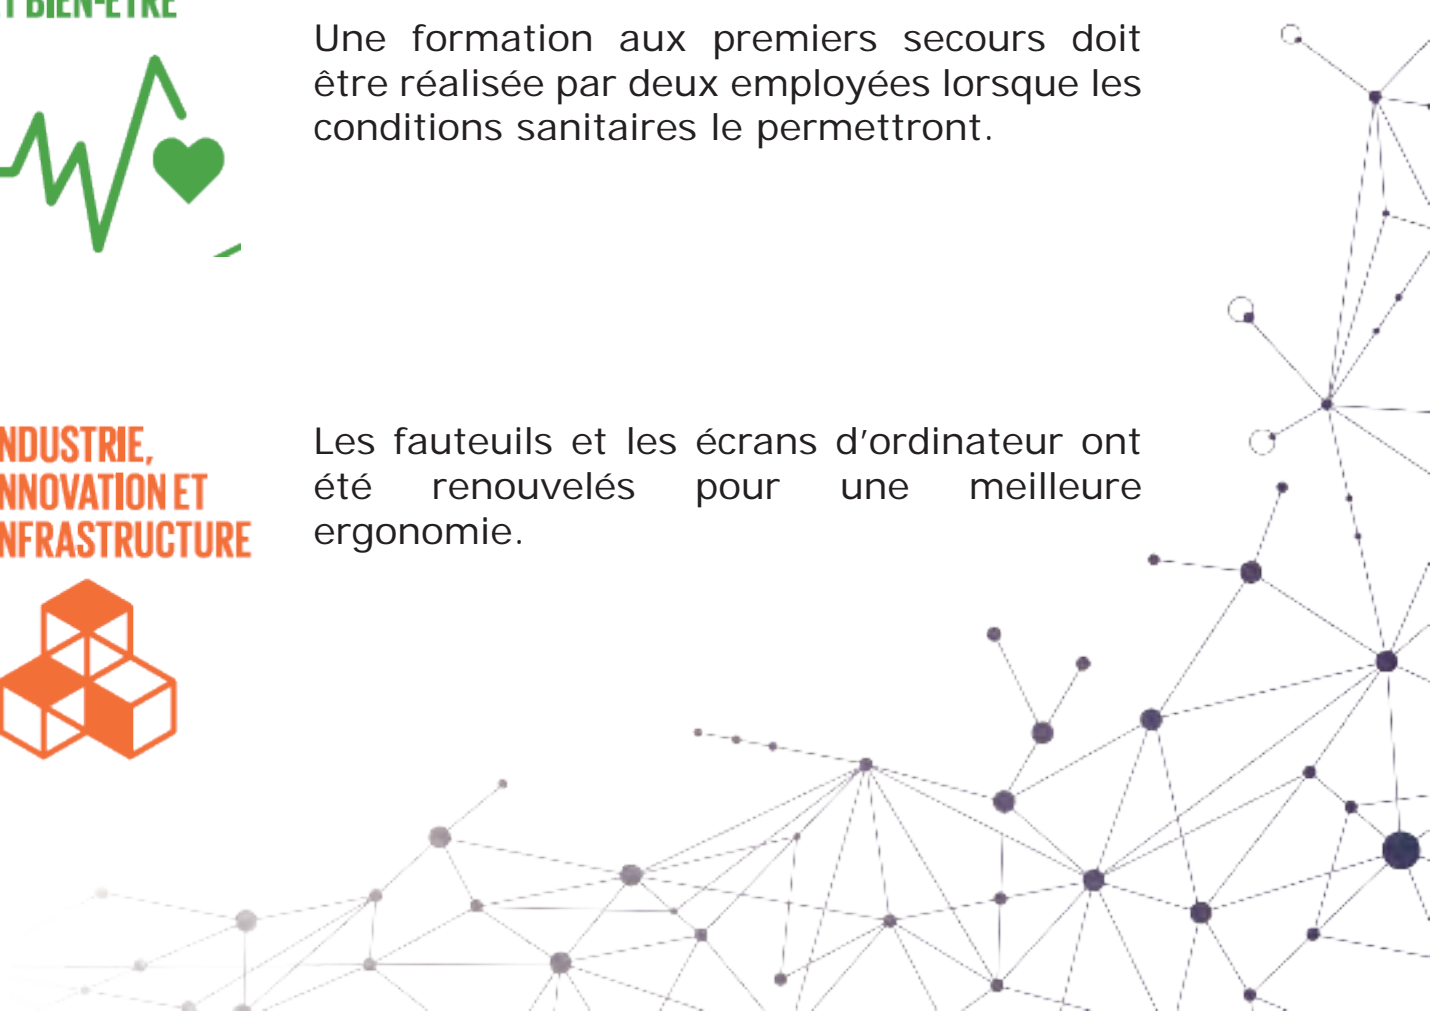 BIEN-ÊTRE
Une formation aux premiers secours doit
être réalisée par deux employées lorsque les
conditions sanitaires le permettront.
NDUSTRIE,
NNOVATION ET
NFRASTRUCTURE
Les fauteuils et les écrans d'ordinateur ont
été renouvelés pour une meilleure
ergonomie.